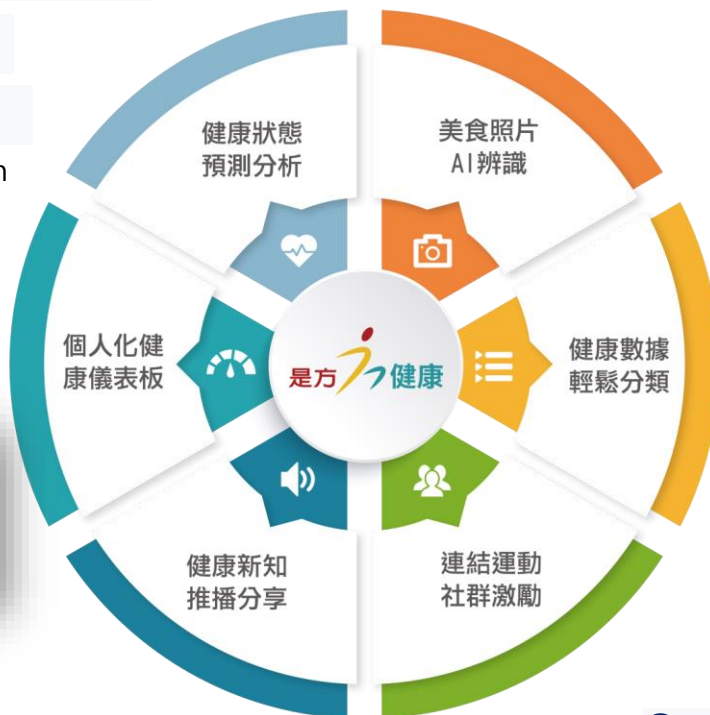 健康狀態
預測分析
美食照片
AI辨識
n
個人化健
康儀表板
是方 健康
健康數據
輕鬆分類
健康新知
推播分享
連結運動
社群激勵